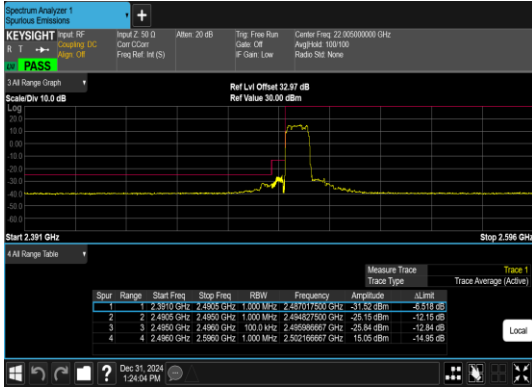 Spectrum Analyzer 1
Spurious Emissions
+
KEYSIGHT Input: RF Input Z: 50 Ω Atten: 20 dB Trig: Free Run Center Freq: 22.005000000 GHz
R T Coupling: DC Corr CCorr Gate: Off Avg|Hold: 100/100
Align: Off Freq Ref: Int (S) IF Gain: Low Radio Std: None
PASS
3 All Range Graph Ref Lvl Offset 32.97 dB
Scale/Div 10.0 dB Ref Value 30.00 dBm
Log
20.0
10.0
0.0
-10.0
-20.0
-30.0
-40.0
-50.0
-60.0
Start 2.391 GHz Stop 2.596 GHz
4 All Range Table
Measure Trace Trace 1
Trace Type Trace Average (Active)
Spur Range Start Freq Stop Freq RBW Frequency Amplitude ΔLimit
1 1 2.3910 GHz 2.4905 GHz 1.000 MHz 2.487017500 GHz -31.52 dBm -6.518 dB
2 2 2.4905 GHz 2.4950 GHz 1.000 MHz 2.494827500 GHz -25.15 dBm -12.15 dB
3 3 2.4950 GHz 2.4960 GHz 100.0 kHz 2.495986667 GHz -25.84 dBm -12.84 dB
4 4 2.4960 GHz 2.5960 GHz 1.000 MHz 2.502166667 GHz 15.05 dBm -14.95 dB
Local
? Dec 31, 2024
1:24:04 PM